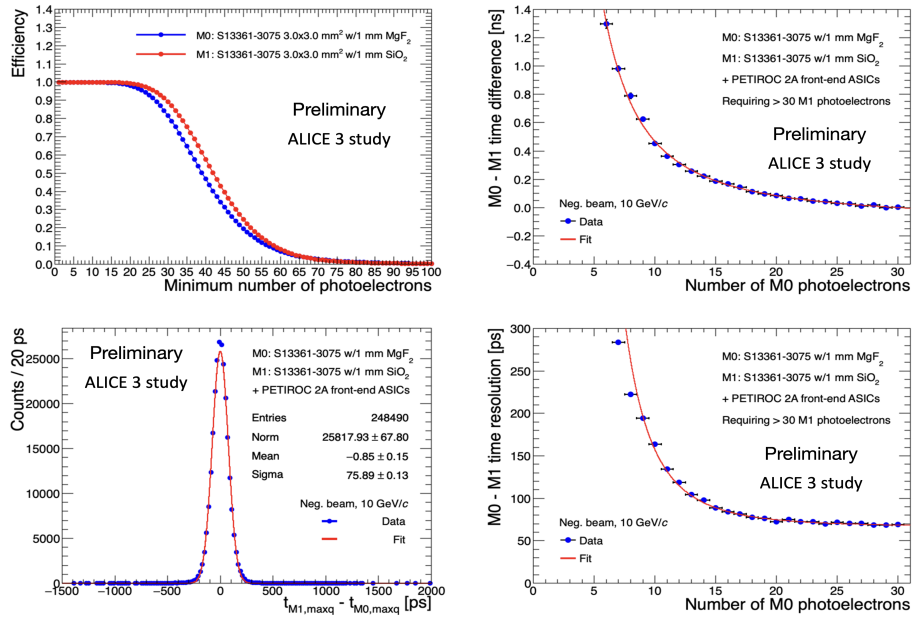 Efficiency
1.4
1.3
1.2
1.1
1.0
0.9
0.8
0.7
0.6
0.5
0.4
0.3
0.2
0.1
0.0
M0: S13361-3075 3.0x3.0 mm² w/1 mm MgF₂
M1: S13361-3075 3.0x3.0 mm² w/1 mm SiO₂
Preliminary
ALICE 3 study
0 5 10 15 20 25 30 35 40 45 50 55 60 65 70 75 80 85 90 95 100
Minimum number of photoelectrons
M0 - M1 time difference [ns]
1.4
1.2
1.0
0.8
0.6
0.4
0.2
0.0
−0.2
−0.4
M0: S13361-3075 w/1 mm MgF₂
M1: S13361-3075 w/1 mm SiO₂
+ PETIROC 2A front-end ASICs
Requiring > 30 M1 photoelectrons
Preliminary
ALICE 3 study
Neg. beam, 10 GeV/c
Data
Fit
0 5 10 15 20 25 30
Number of M0 photoelectrons
Counts / 20 ps
25000
20000
15000
10000
5000
0
Preliminary
ALICE 3 study
M0: S13361-3075 w/1 mm MgF₂
M1: S13361-3075 w/1 mm SiO₂
+ PETIROC 2A front-end ASICs
Entries 248490
Norm 25817.93 ± 67.80
Mean −0.85 ± 0.15
Sigma 75.89 ± 0.13
Neg. beam, 10 GeV/c
Data
Fit
−1500 −1000 −500 0 500 1000 1500 2000
t_M1,maxq - t_M0,maxq [ps]
M0 - M1 time resolution [ps]
300
250
200
150
100
50
0
M0: S13361-3075 w/1 mm MgF₂
M1: S13361-3075 w/1 mm SiO₂
+ PETIROC 2A front-end ASICs
Requiring > 30 M1 photoelectrons
Preliminary
ALICE 3 study
Neg. beam, 10 GeV/c
Data
Fit
0 5 10 15 20 25 30
Number of M0 photoelectrons